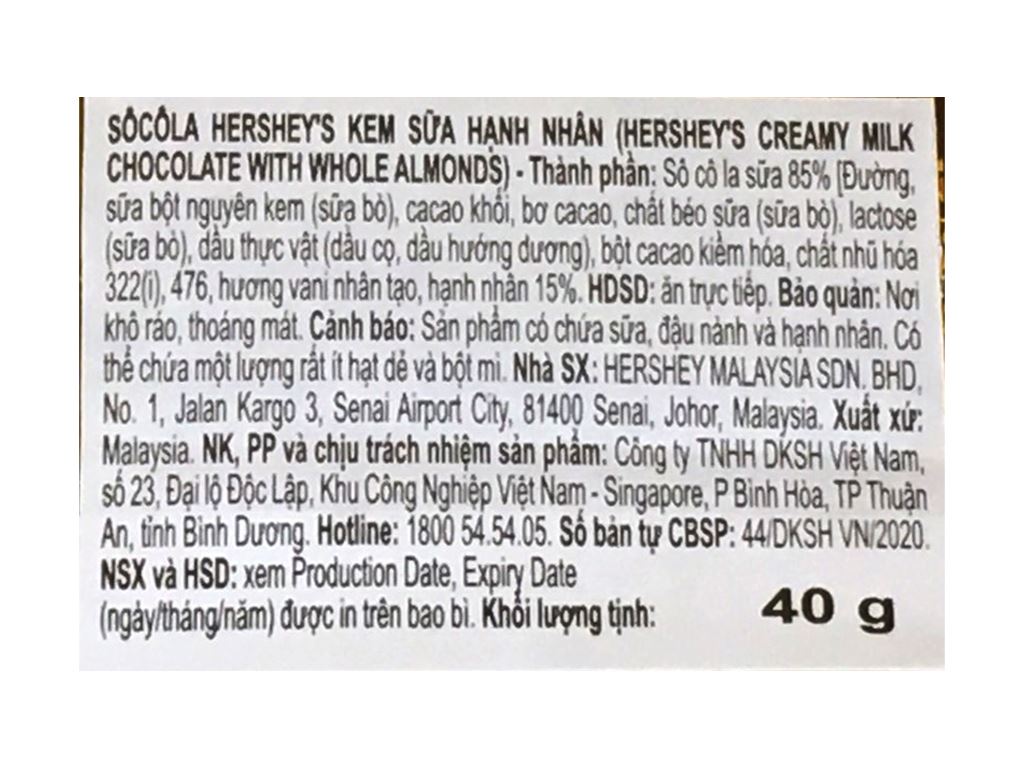 SÔCÔLA HERSHEY'S KEM SỮA HẠNH NHÂN (HERSHEY'S CREAMY MILK
CHOCOLATE WITH WHOLE ALMONDS) - Thành phần: Sô cô la sữa 85% [Đường,
sữa bột nguyên kem (sữa bò), cacao khối, bơ cacao, chất béo sữa (sữa bò), lactose
(sữa bò), dầu thực vật (dầu cọ, dầu hướng dương), bột cacao kiềm hóa, chất nhũ hóa
322(i), 476, hương vani nhân tạo, hạnh nhân 15%. HDSD: ăn trực tiếp. Bảo quản: Nơi
khô ráo, thoáng mát. Cảnh báo: Sản phẩm có chứa sữa, đậu nành và hạnh nhân. Có
thể chứa một lượng rất ít hạt dẻ và bột mì. Nhà SX: HERSHEY MALAYSIA SDN. BHD,
No. 1, Jalan Kargo 3, Senai Airport City, 81400 Senai, Johor, Malaysia. Xuất xứ:
Malaysia. NK, PP và chịu trách nhiệm sản phẩm: Công ty TNHH DKSH Việt Nam,
số 23, Đại lộ Độc Lập, Khu Công Nghiệp Việt Nam - Singapore, P Bình Hòa, TP Thuận
An, tỉnh Bình Dương. Hotline: 1800 54.54.05. Số bản tự CBSP: 44/DKSH VN/2020.
NSX và HSD: xem Production Date, Expiry Date
(ngày/tháng/năm) được in trên bao bì. Khối lượng tịnh: 40 g